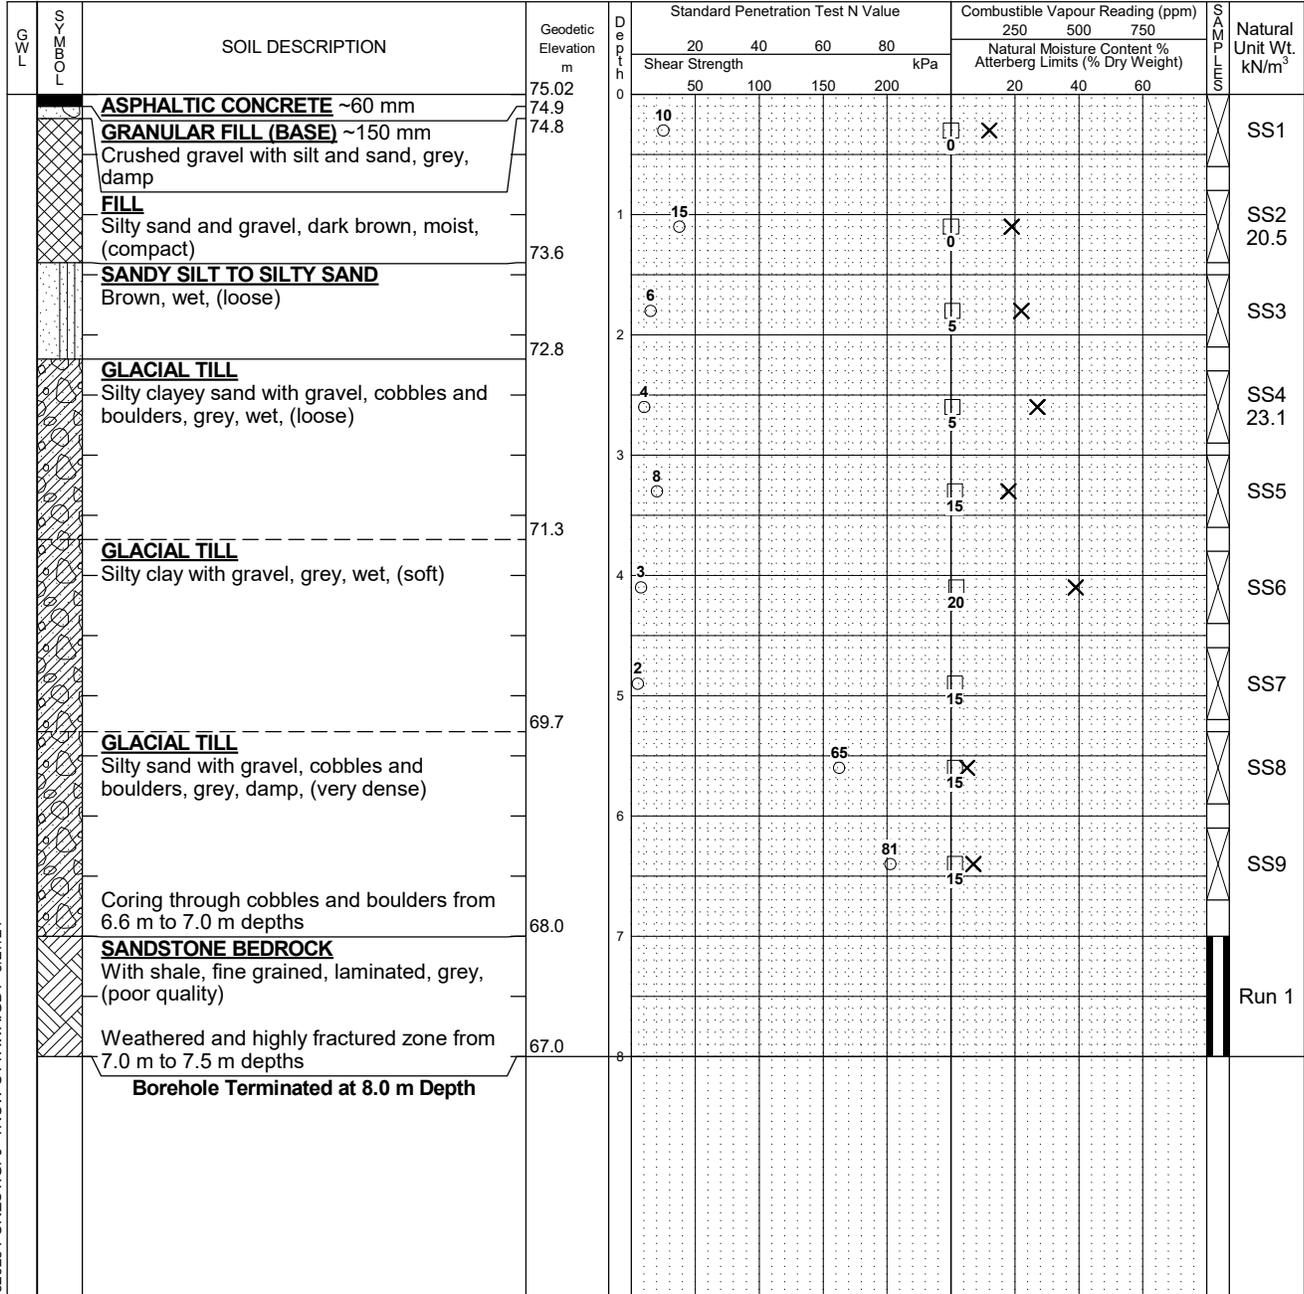 GWL
SYMBOL
SOIL DESCRIPTION
Geodetic
Elevation
m
Depth
Standard Penetration Test N Value
20 40 60 80
Shear Strength kPa
50 100 150 200
Combustible Vapour Reading (ppm)
250 500 750
Natural Moisture Content %
Atterberg Limits (% Dry Weight)
20 40 60
SAMPLES
Natural
Unit Wt.
kN/m³
75.02
0
ASPHALTIC CONCRETE ~60 mm
74.9
GRANULAR FILL (BASE) ~150 mm
74.8
Crushed gravel with silt and sand, grey,
damp
10
0
SS1
FILL
Silty sand and gravel, dark brown, moist,
(compact)
73.6
1
15
0
SS2
20.5
SANDY SILT TO SILTY SAND
Brown, wet, (loose)
72.8
6
5
SS3
2
GLACIAL TILL
Silty clayey sand with gravel, cobbles and
boulders, grey, wet, (loose)
4
5
SS4
23.1
3
8
15
SS5
71.3
GLACIAL TILL
Silty clay with gravel, grey, wet, (soft)
4
3
20
SS6
2
15
SS7
5
69.7
GLACIAL TILL
Silty sand with gravel, cobbles and
boulders, grey, damp, (very dense)
65
15
SS8
6
81
15
SS9
Coring through cobbles and boulders from
6.6 m to 7.0 m depths
68.0
7
SANDSTONE BEDROCK
With shale, fine grained, laminated, grey,
(poor quality)
Run 1
Weathered and highly fractured zone from
7.0 m to 7.5 m depths
67.0
8
Borehole Terminated at 8.0 m Depth